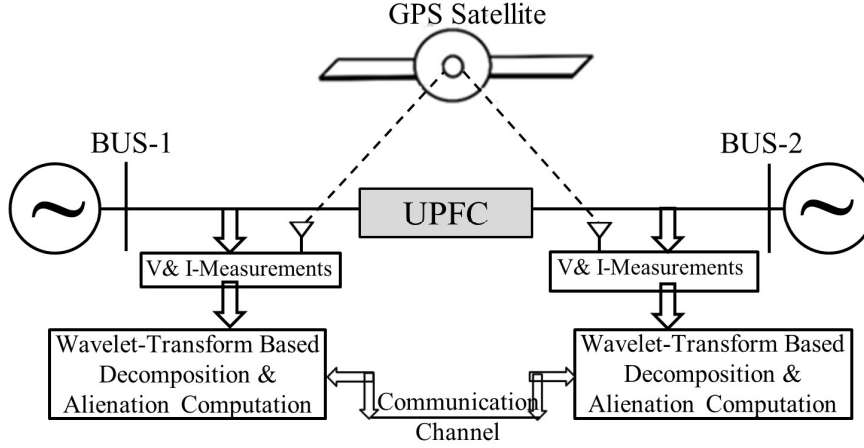 GPS Satellite
BUS-1
BUS-2
UPFC
V& I-Measurements
V& I-Measurements
Wavelet-Transform Based
Decomposition &
Alienation Computation
Wavelet-Transform Based
Decomposition &
Alienation Computation
Communication
Channel